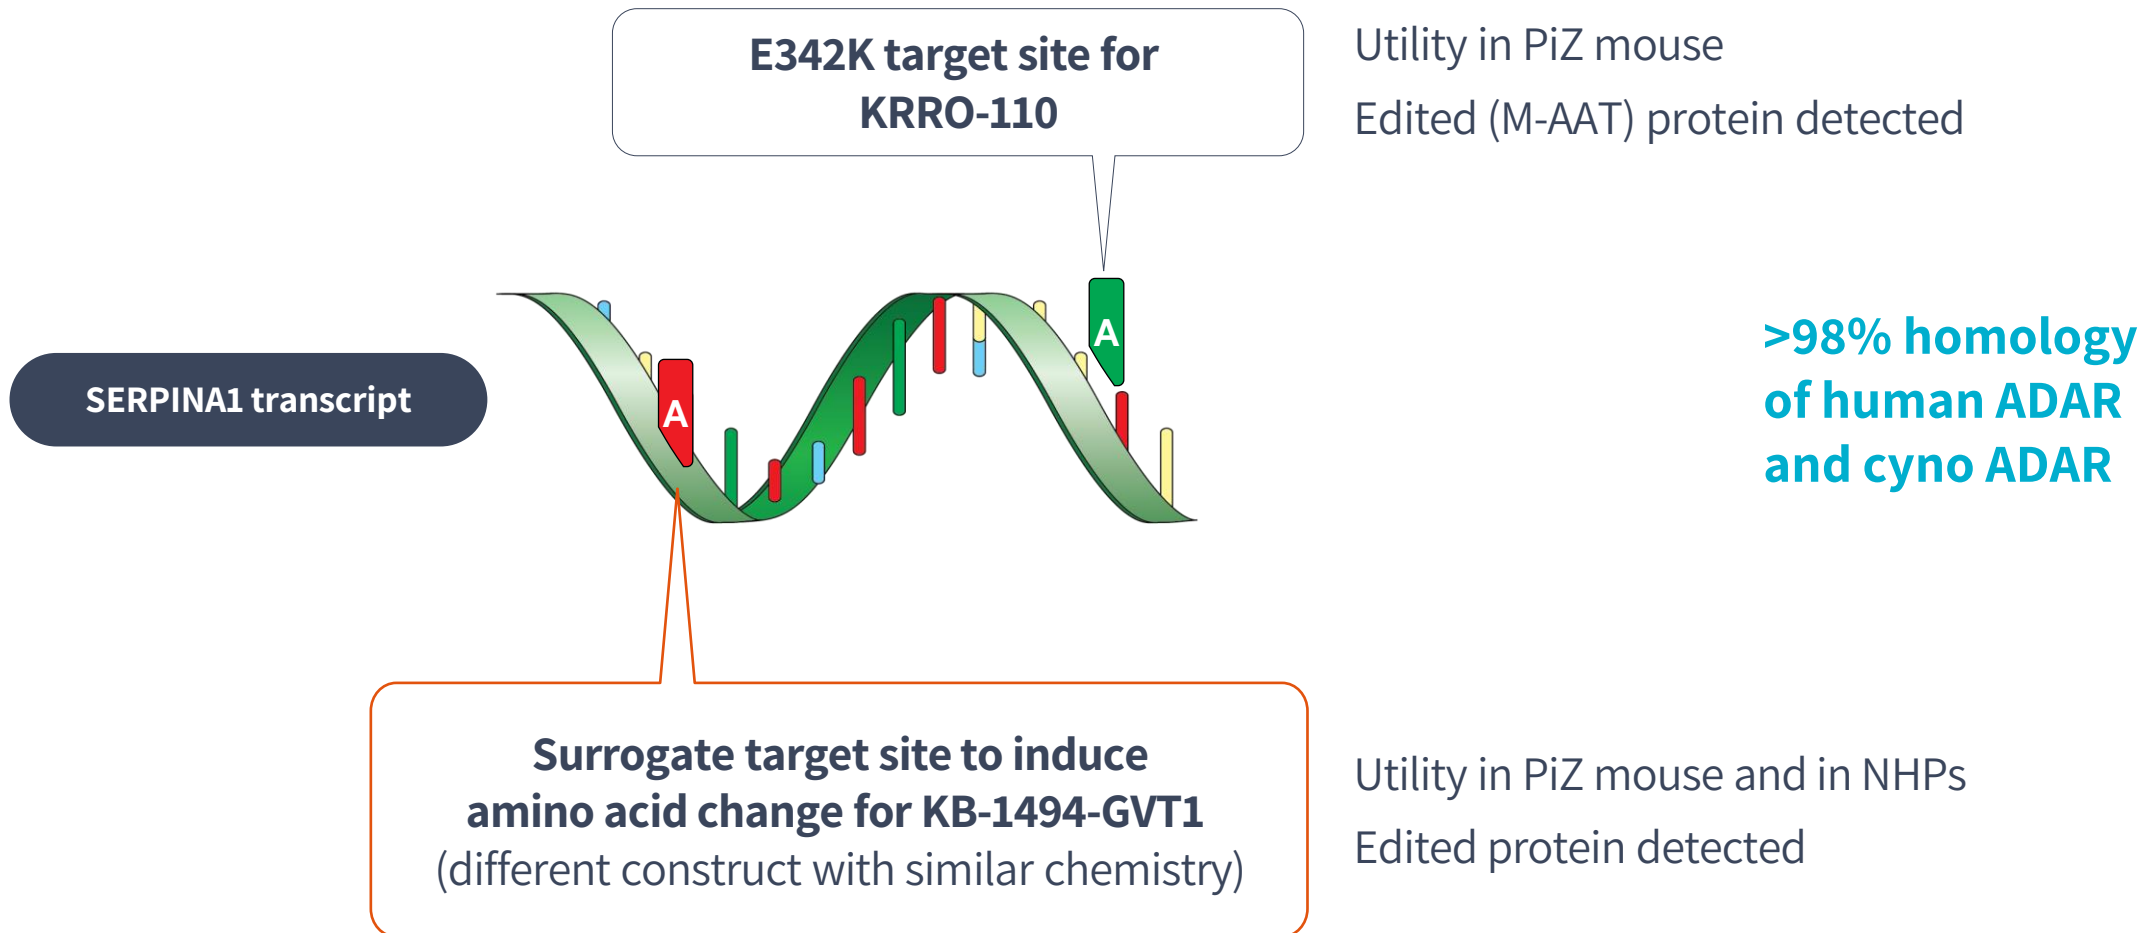 E342K target site for
KRRO-110
Utility in PiZ mouse
Edited (M-AAT) protein detected
SERPINA1 transcript
A
A
>98% homology
of human ADAR
and cyno ADAR
Surrogate target site to induce
amino acid change for KB-1494-GVT1
(different construct with similar chemistry)
Utility in PiZ mouse and in NHPs
Edited protein detected